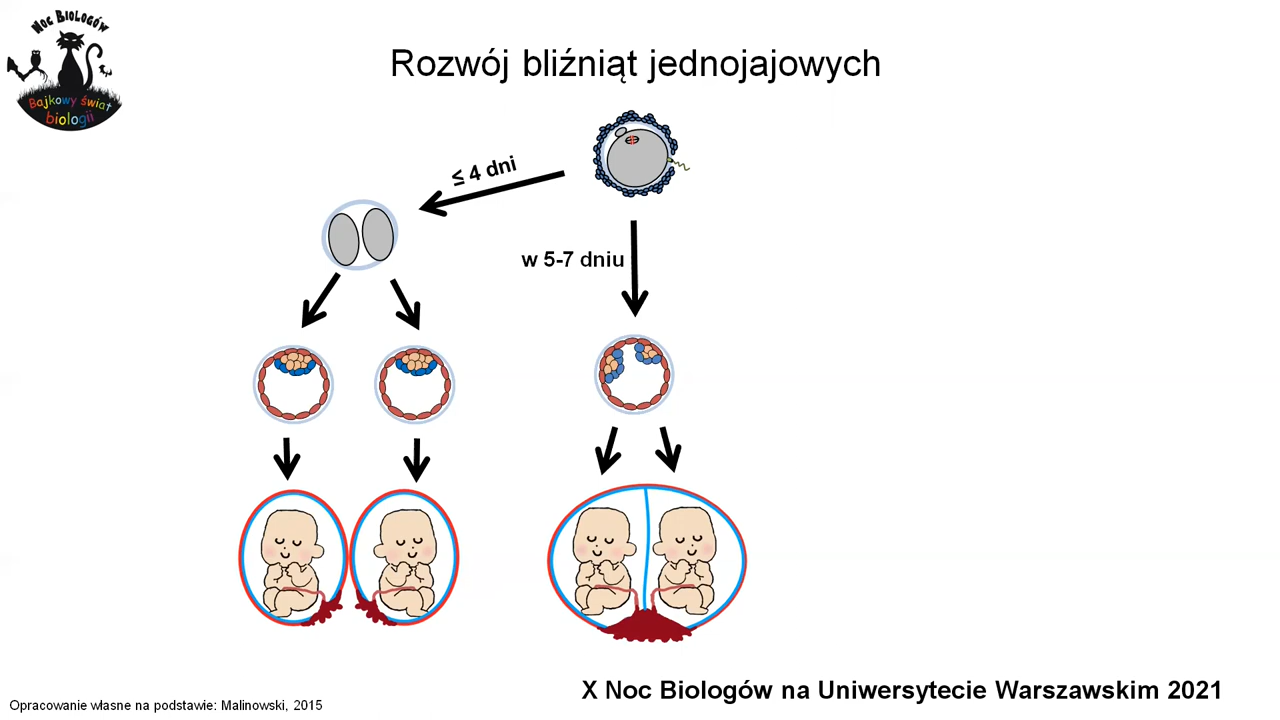 Noc Biologów
Bajkowy świat
biologii
Rozwój bliźniąt jednojajowych
≤ 4 dni
w 5-7 dniu
X Noc Biologów na Uniwersytecie Warszawskim 2021
Opracowanie własne na podstawie: Malinowski, 2015